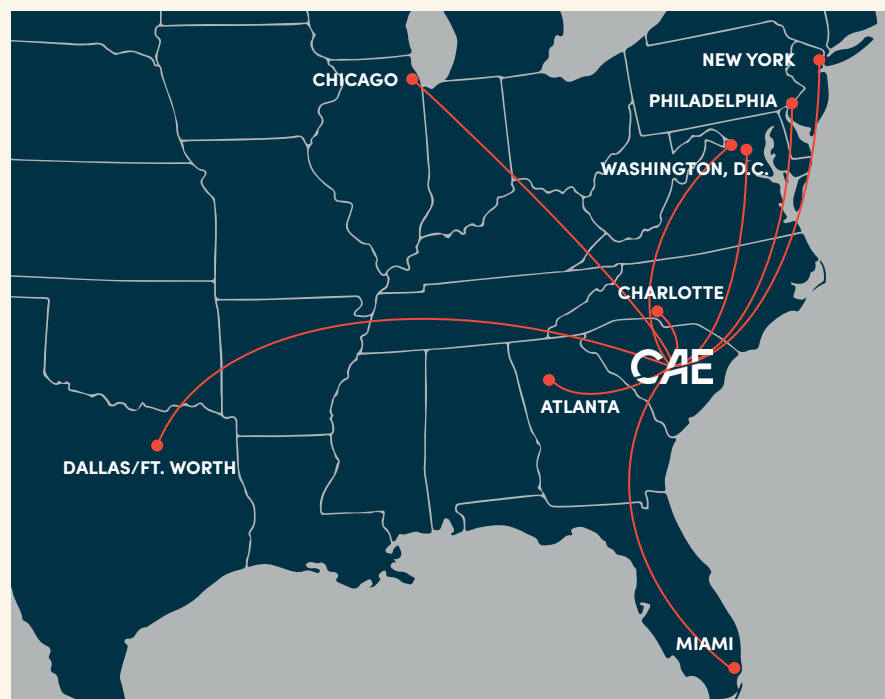 NEW YORK
CHICAGO
PHILADELPHIA
WASHINGTON, D.C.
CHARLOTTE
CAE
ATLANTA
DALLAS/FT. WORTH
MIAMI